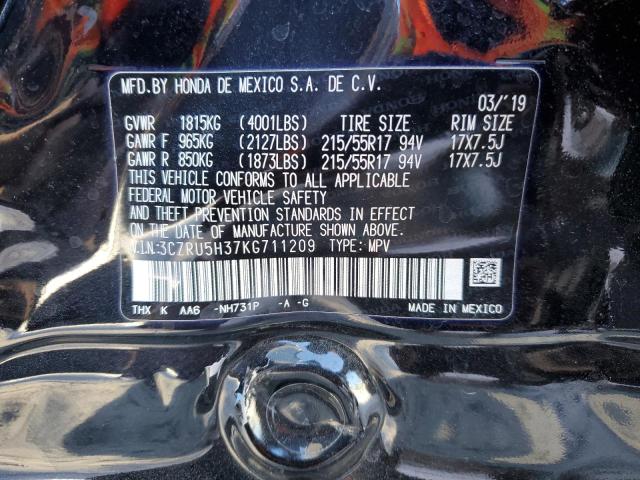 MFD.BY HONDA DE MEXICO S.A. DE C.V.
03/'19
GVWR 1815KG (4001LBS) TIRE SIZE RIM SIZE
GAWR F 965KG (2127LBS) 215/55R17 94V 17X7.5J
GAWR R 850KG (1873LBS) 215/55R17 94V 17X7.5J
THIS VEHICLE CONFORMS TO ALL APPLICABLE
FEDERAL MOTOR VEHICLE SAFETY
AND THEFT PREVENTION STANDARDS IN EFFECT
ON THE DATE OF MANUFACTURE SHOWN ABOVE.
V.I.N.:3CZRU5H37KG711209 TYPE: MPV
THX K AA6 -NH731P -A -G MADE IN MEXICO